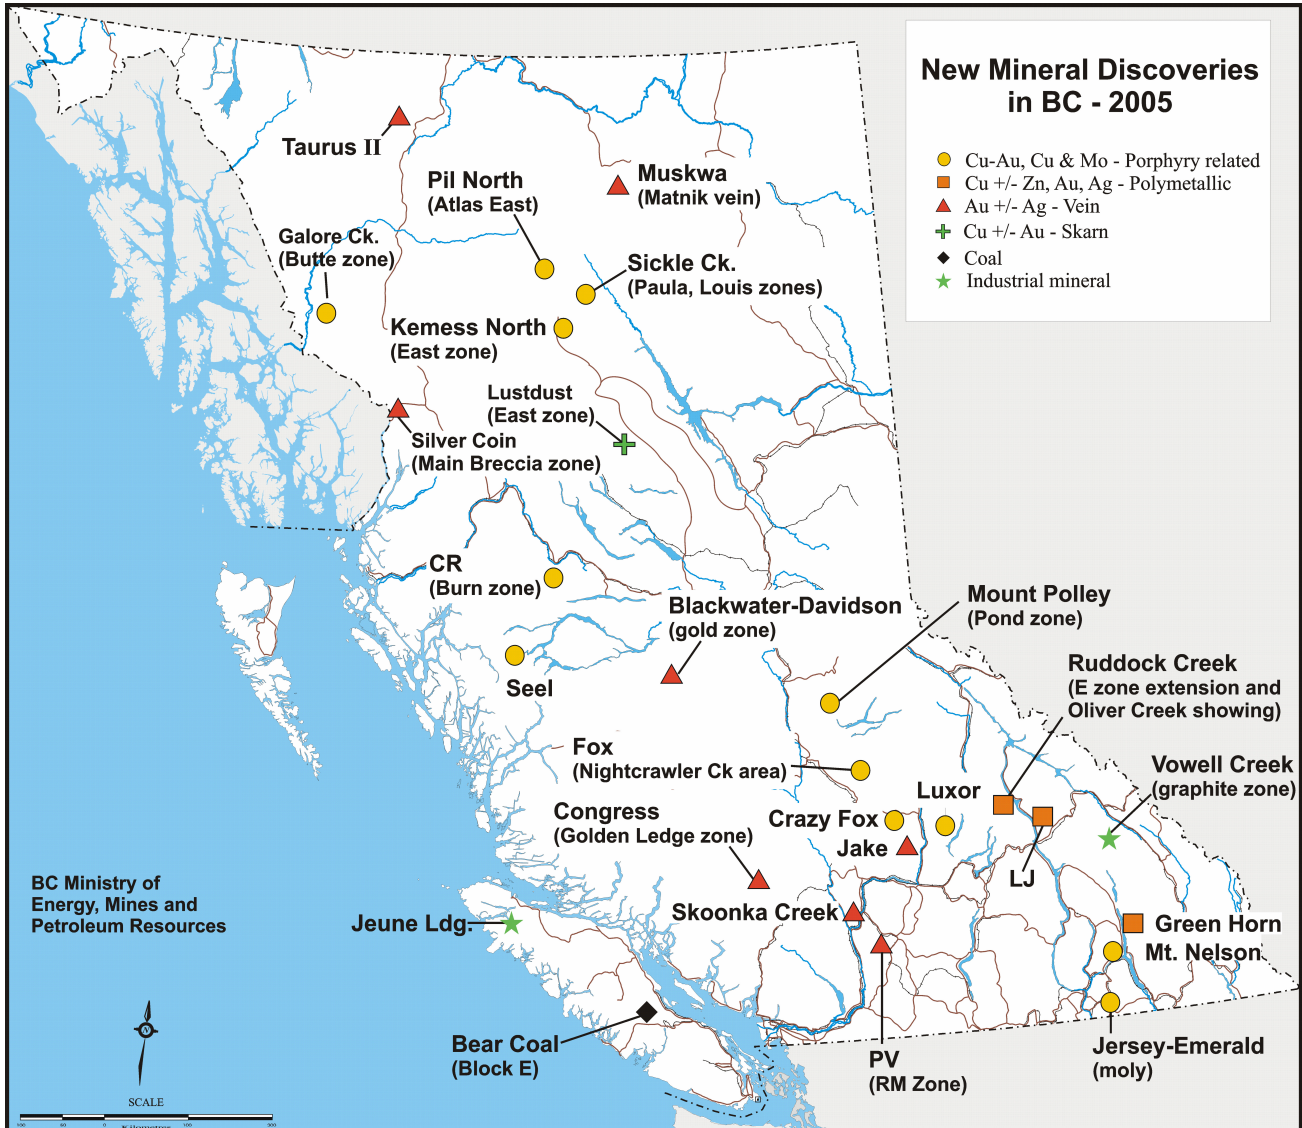 New Mineral Discoveries
in BC - 2005
Cu-Au, Cu & Mo - Porphyry related
Cu +/- Zn, Au, Ag - Polymetallic
Au +/- Ag - Vein
Cu +/- Au - Skarn
Coal
Industrial mineral
Taurus II
Pil North
(Atlas East)
Muskwa
(Matnik vein)
Galore Ck.
(Butte zone)
Sickle Ck.
(Paula, Louis zones)
Kemess North
(East zone)
Lustdust
(East zone)
Silver Coin
(Main Breccia zone)
CR
(Burn zone)
Blackwater-Davidson
(gold zone)
Mount Polley
(Pond zone)
Seel
Ruddock Creek
(E zone extension and
Oliver Creek showing)
Fox
(Nightcrawler Ck area)
Vowell Creek
(graphite zone)
Luxor
Congress
(Golden Ledge zone)
Crazy Fox
Jake
LJ
BC Ministry of
Energy, Mines and
Petroleum Resources
Skoonka Creek
Jeune Ldg.
Green Horn
Mt. Nelson
N
Bear Coal
(Block E)
PV
(RM Zone)
Jersey-Emerald
(moly)
SCALE
100 50 0 100 300
Kilometres